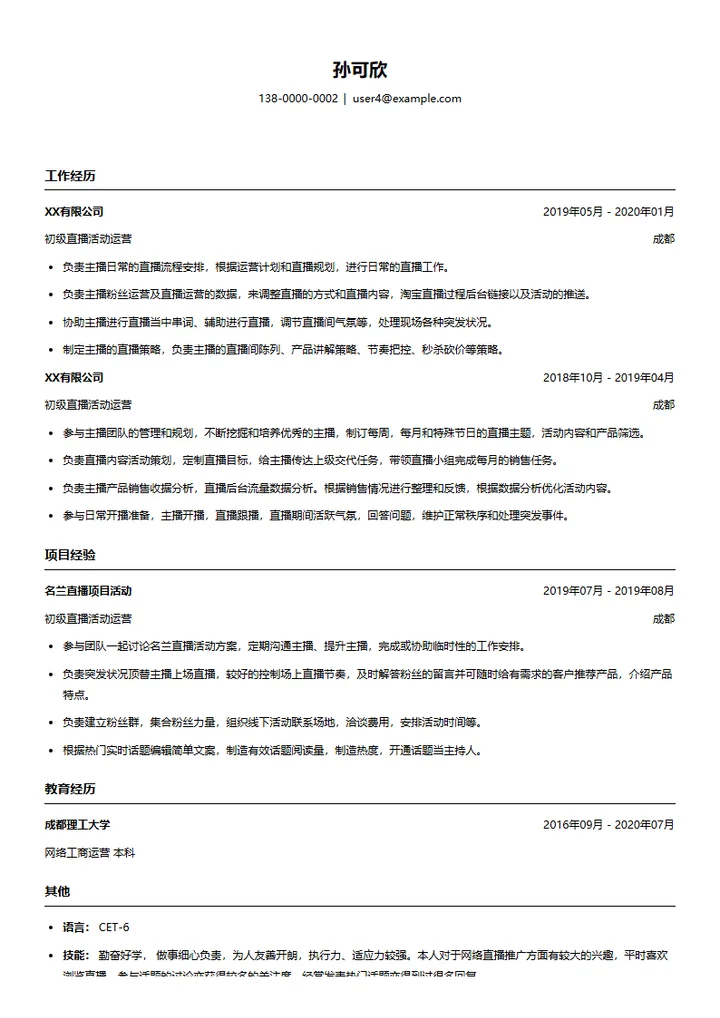 孙可欣
138-0000-0002 | user4@example.com
工作经历
XX有限公司 2019年05月 - 2020年01月
初级直播活动运营 成都
• 负责主播日常的直播流程安排，根据运营计划和直播规划，进行日常的直播工作。
• 负责主播粉丝运营及直播运营的数据，来调整直播的方式和直播内容，淘宝直播过程后台链接以及活动的推送。
• 协助主播进行直播当中串词、辅助进行直播，调节直播间气氛等，处理现场各种突发状况。
• 制定主播的直播策略，负责主播的直播间陈列、产品讲解策略、节奏把控、秒杀砍价等策略。
XX有限公司 2018年10月 - 2019年04月
初级直播活动运营 成都
• 参与主播团队的管理和规划，不断挖掘和培养优秀的主播，制订每周，每月和特殊节日的直播主题，活动内容和产品筛选。
• 负责直播内容活动策划，定制直播目标，给主播传达上级交代任务，带领直播小组完成每月的销售任务。
• 负责主播产品销售收据分析，直播后台流量数据分析。根据销售情况进行整理和反馈，根据数据分析优化活动内容。
• 参与日常开播准备，主播开播，直播跟播，直播期间活跃气氛，回答问题，维护正常秩序和处理突发事件。
项目经验
名兰直播项目活动 2019年07月 - 2019年08月
初级直播活动运营 成都
• 参与团队一起讨论名兰直播活动方案，定期沟通主播、提升主播，完成或协助临时性的工作安排。
• 负责突发状况顶替主播上场直播，较好的控制场上直播节奏，及时解答粉丝的留言并可随时给有需求的客户推荐产品，介绍产品
特点。
• 负责建立粉丝群，集合粉丝力量，组织线下活动联系场地，洽谈费用，安排活动时间等。
• 根据热门实时话题编辑简单文案，制造有效话题阅读量，制造热度，开通话题当主持人。
教育经历
成都理工大学 2016年09月 - 2020年07月
网络工商运营 本科
其他
• 语言： CET-6
• 技能： 勤奋好学， 做事细心负责，为人友善开朗，执行力、适应力较强。本人对于网络直播推广方面有较大的兴趣，平时喜欢
浏览直播，参与话题的讨论亦获得较多的关注度，经常发表热门话题亦得到过很多回复